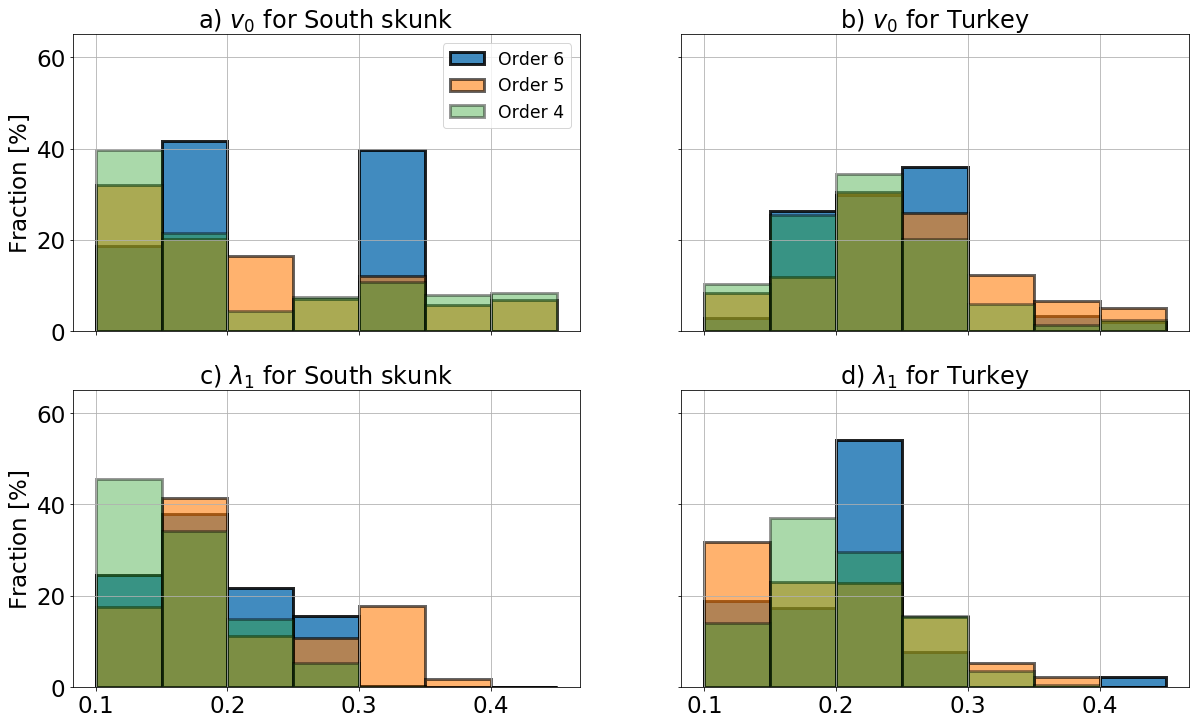 a) v₀ for South skunk
b) v₀ for Turkey
60
40
20
0
Fraction [%]
Order 6
Order 5
Order 4
c) λ₁ for South skunk
d) λ₁ for Turkey
60
40
20
0
Fraction [%]
0.1 0.2 0.3 0.4
0.1 0.2 0.3 0.4